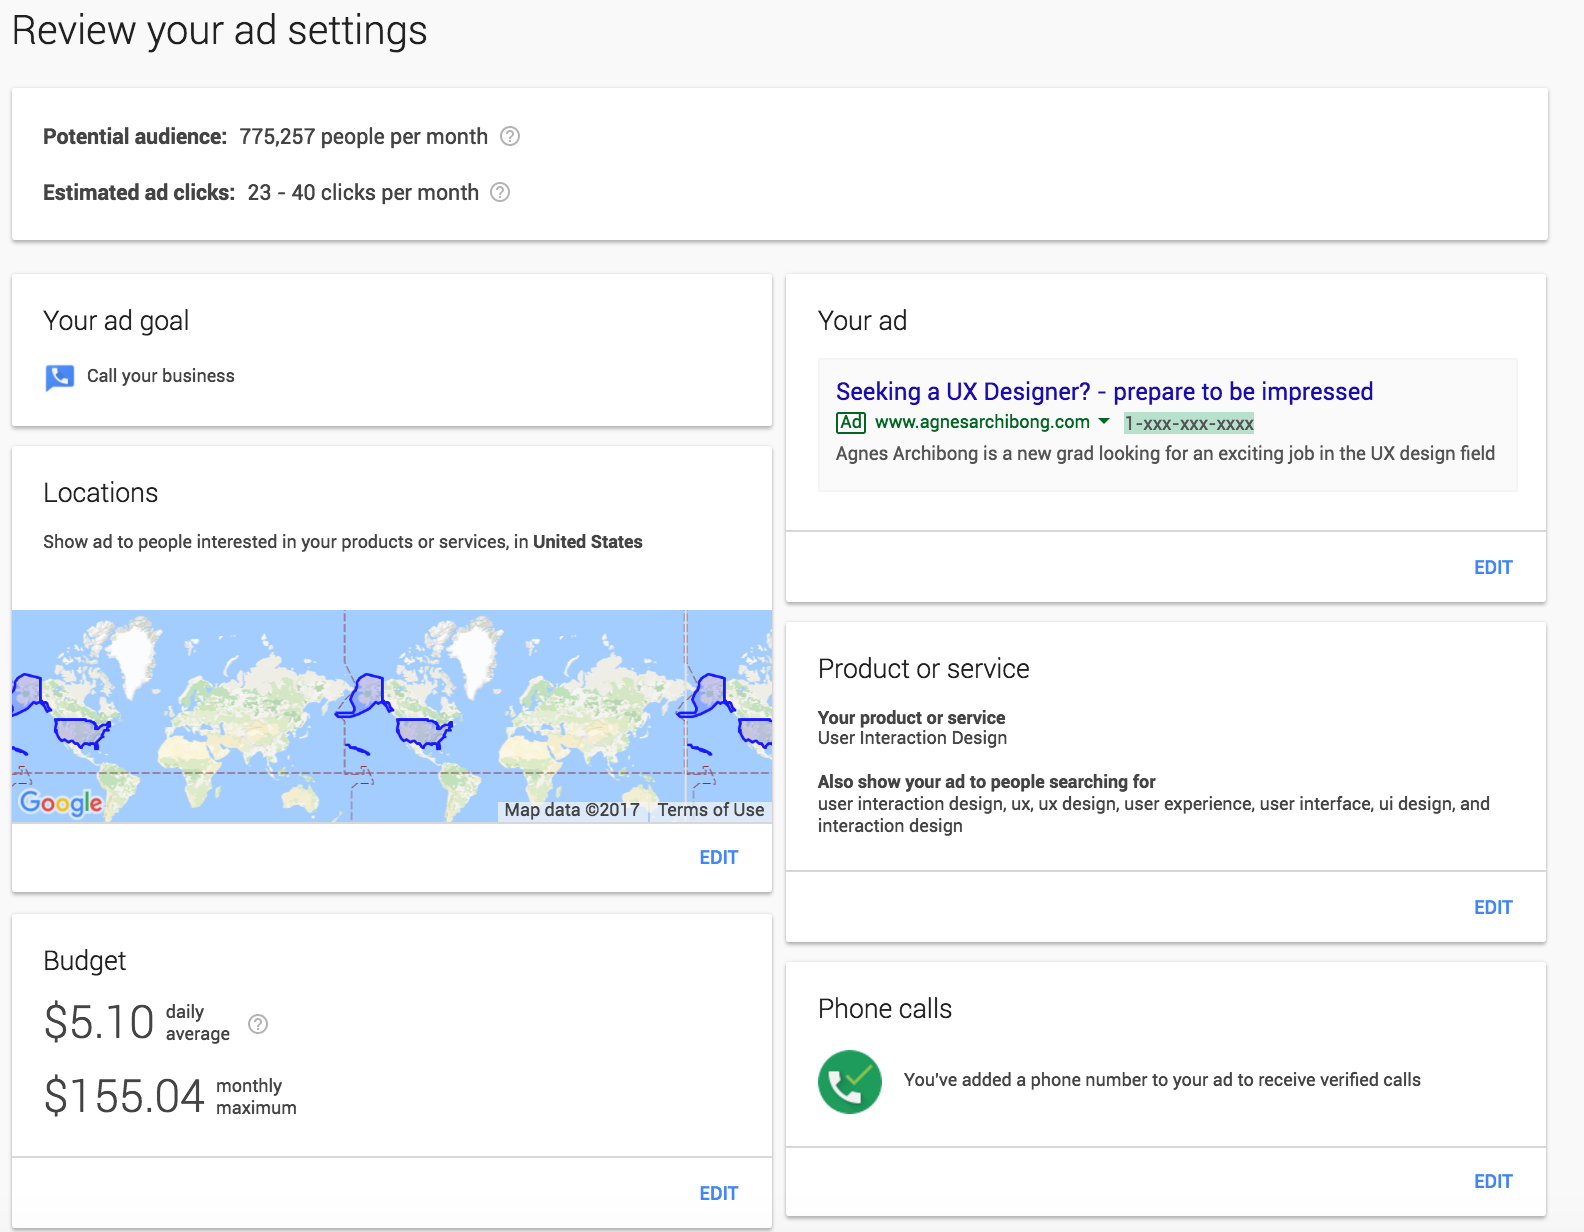 Review your ad settings
Potential audience: 775,257 people per month ?
Estimated ad clicks: 23 - 40 clicks per month ?
Your ad goal
Call your business
Locations
Show ad to people interested in your products or services, in United States
Google
Map data ©2017 Terms of Use
EDIT
Budget
$5.10 daily
average ?
$155.04 monthly
maximum
EDIT
Your ad
Seeking a UX Designer? - prepare to be impressed
Ad www.agnesarchibong.com 1-xxx-xxx-xxxx
Agnes Archibong is a new grad looking for an exciting job in the UX design field
EDIT
Product or service
Your product or service
User Interaction Design
Also show your ad to people searching for
user interaction design, ux, ux design, user experience, user interface, ui design, and
interaction design
EDIT
Phone calls
You've added a phone number to your ad to receive verified calls
EDIT